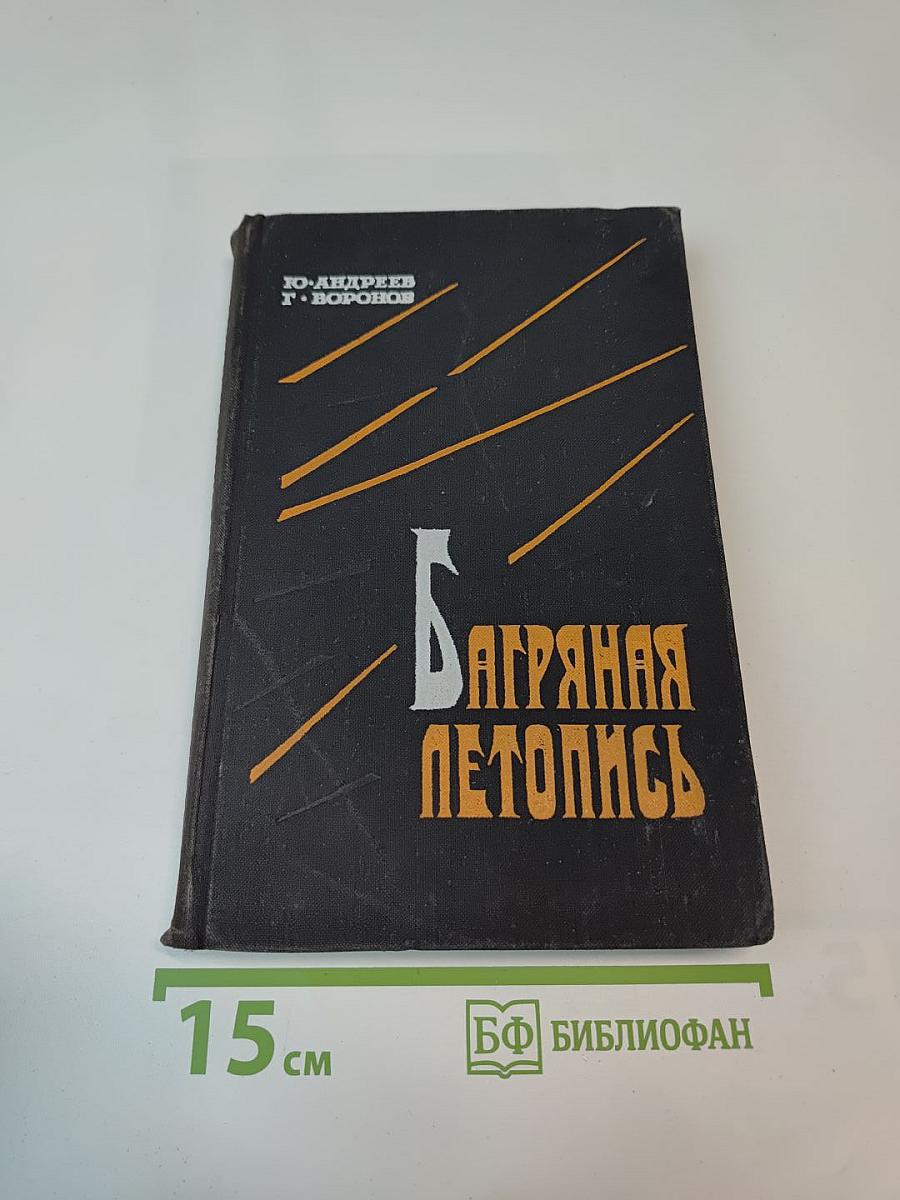 Ю·АНДРЕЕВ
Г·ВОРОНОВ
БАГРЯНАЯ
ЛЕТОПИСЬ
15 см
БФ БИБЛИОФАН